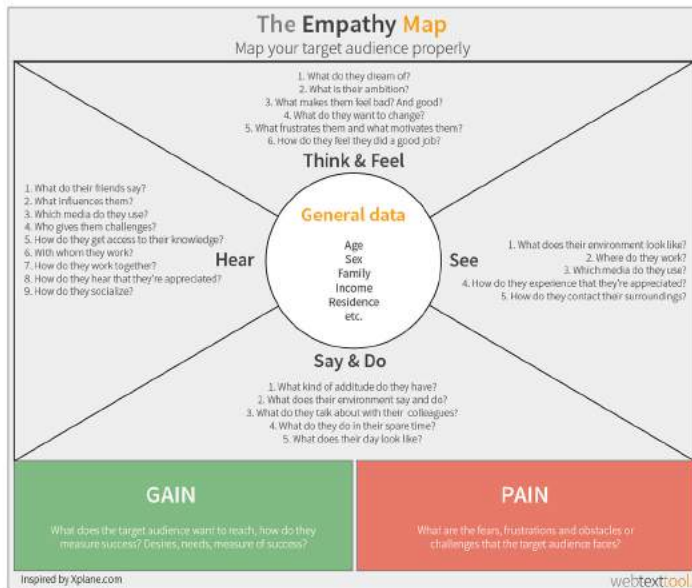 The Empathy Map
Map your target audience properly
1. What do they dream of?
2. What is their ambition?
3. What makes them feel bad? And good?
4. What do they want to change?
5. What frustrates them and what motivates them?
6. How do they feel they did a good job?
Think & Feel
1. What do their friends say?
2. What influences them?
3. Which media do they use?
4. Who gives them challenges?
5. How do they get access to their knowledge?
6. With whom they work?
7. How do they work together?
8. How do they hear that they're appreciated?
9. How do they socialize?
Hear
General data
Age
Sex
Family
Income
Residence
etc.
See
1. What does their environment look like?
2. Where do they work?
3. Which media do they use?
4. How do they experience that they're appreciated?
5. How do they contact their surroundings?
Say & Do
1. What kind of additude do they have?
2. What does their environment say and do?
3. What do they talk about with their colleagues?
4. What do they do in their spare time?
5. What does their day look like?
GAIN
What does the target audience want to reach, how do they
measure success? Desires, needs, measure of success?
PAIN
What are the fears, frustrations and obstacles or
challenges that the target audience faces?
Inspired by Xplane.com
webtexttool